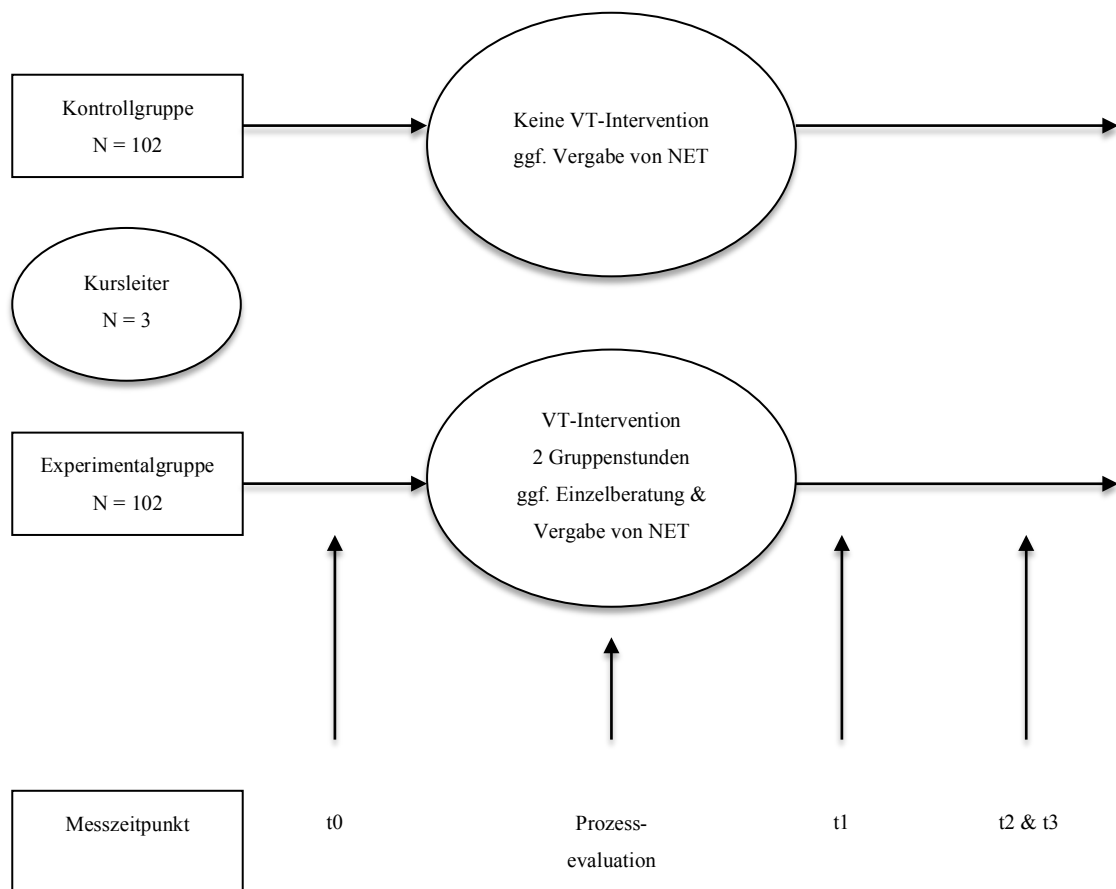 Kontrollgruppe
N = 102
Keine VT-Intervention
ggf. Vergabe von NET
Kursleiter
N = 3
Experimentalgruppe
N = 102
VT-Intervention
2 Gruppenstunden
ggf. Einzelberatung &
Vergabe von NET
Messzeitpunkt
t0
Prozess-
evaluation
t1
t2 & t3